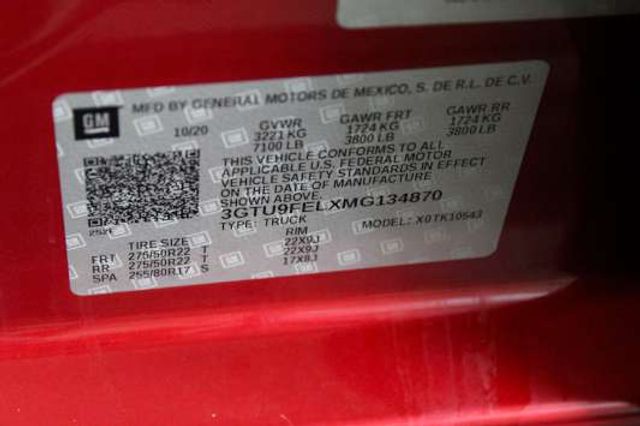 GM
MFD BY GENERAL MOTORS DE MEXICO, S. DE R.L. DE C.V.
10/20 GVWR GAWR FRT GAWR RR
3221 KG 1724 KG 1724 KG
7100 LB 3800 LB 3800 LB
THIS VEHICLE CONFORMS TO ALL
APPLICABLE U.S. FEDERAL MOTOR
VEHICLE SAFETY STANDARDS IN EFFECT
ON THE DATE OF MANUFACTURE
SHOWN ABOVE.
3GTU9FELXMG134870
TYPE: TRUCK MODEL: X0TK10543
TIRE SIZE RIM
FRT 275/50R22 T 22X9J
RR 275/50R22 T 22X9J
SPA 255/80R17 S 17X8J